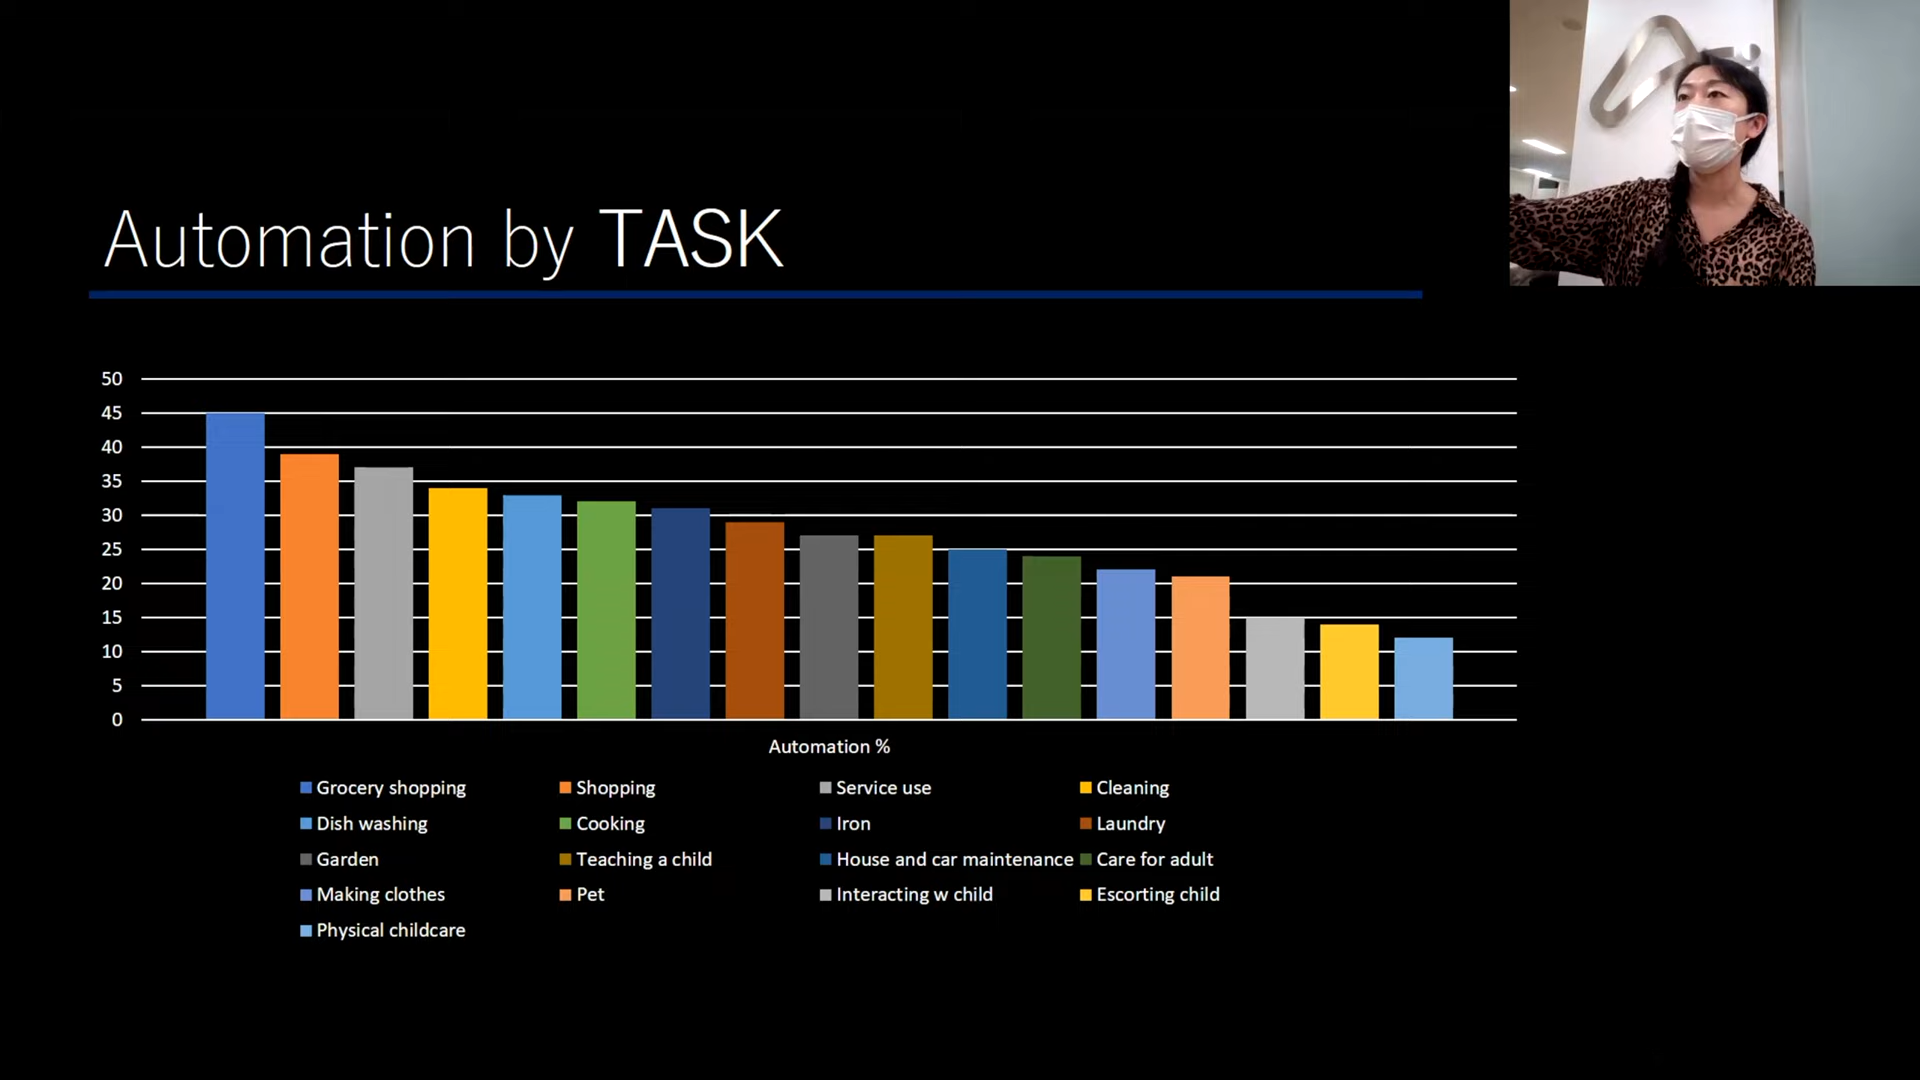 Automation by TASK
50
45
40
35
30
25
20
15
10
5
0
Automation %
Grocery shopping Shopping Service use Cleaning
Dish washing Cooking Iron Laundry
Garden Teaching a child House and car maintenance Care for adult
Making clothes Pet Interacting w child Escorting child
Physical childcare